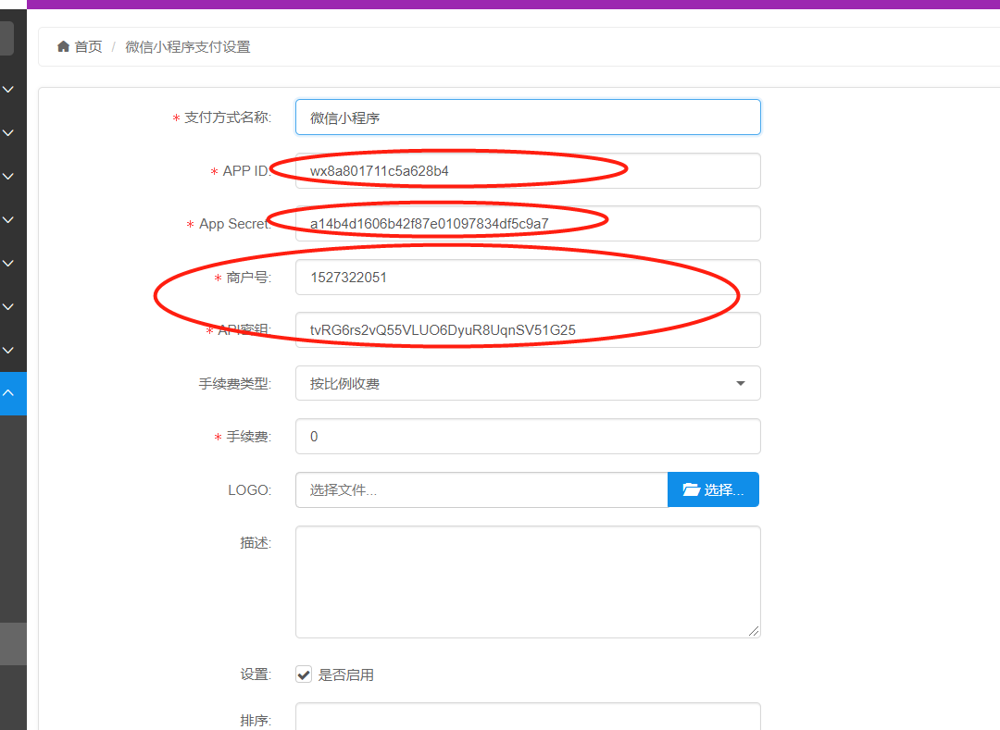 首页 / 微信小程序支付设置
* 支付方式名称: 微信小程序
* APP ID: wx8a801711c5a628b4
* App Secret: a14b4d1606b42f87e01097834df5c9a7
* 商户号: 1527322051
* API密钥: tvRG6rs2vQ55VLUO6DyuR8UqnSV51G25
手续费类型: 按比例收费
* 手续费: 0
LOGO: 选择文件... 选择...
描述:
设置: 是否启用
排序: